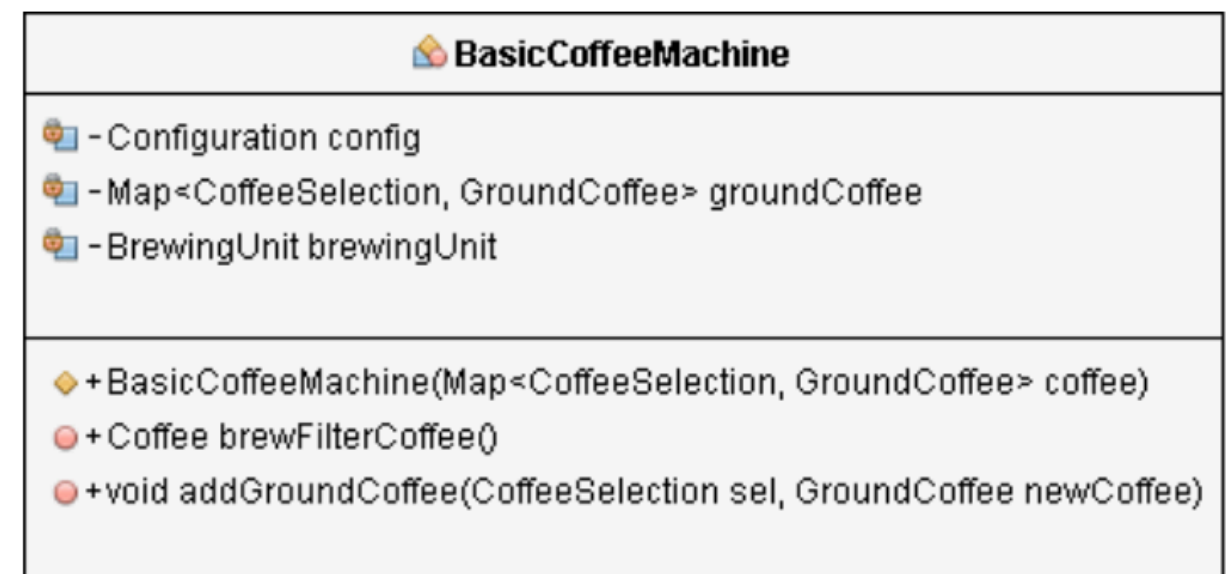 BasicCoffeeMachine
-Configuration config
-Map<CoffeeSelection, GroundCoffee> groundCoffee
-BrewingUnit brewingUnit
+BasicCoffeeMachine(Map<CoffeeSelection, GroundCoffee> coffee)
+Coffee brewFilterCoffee()
+void addGroundCoffee(CoffeeSelection sel, GroundCoffee newCoffee)